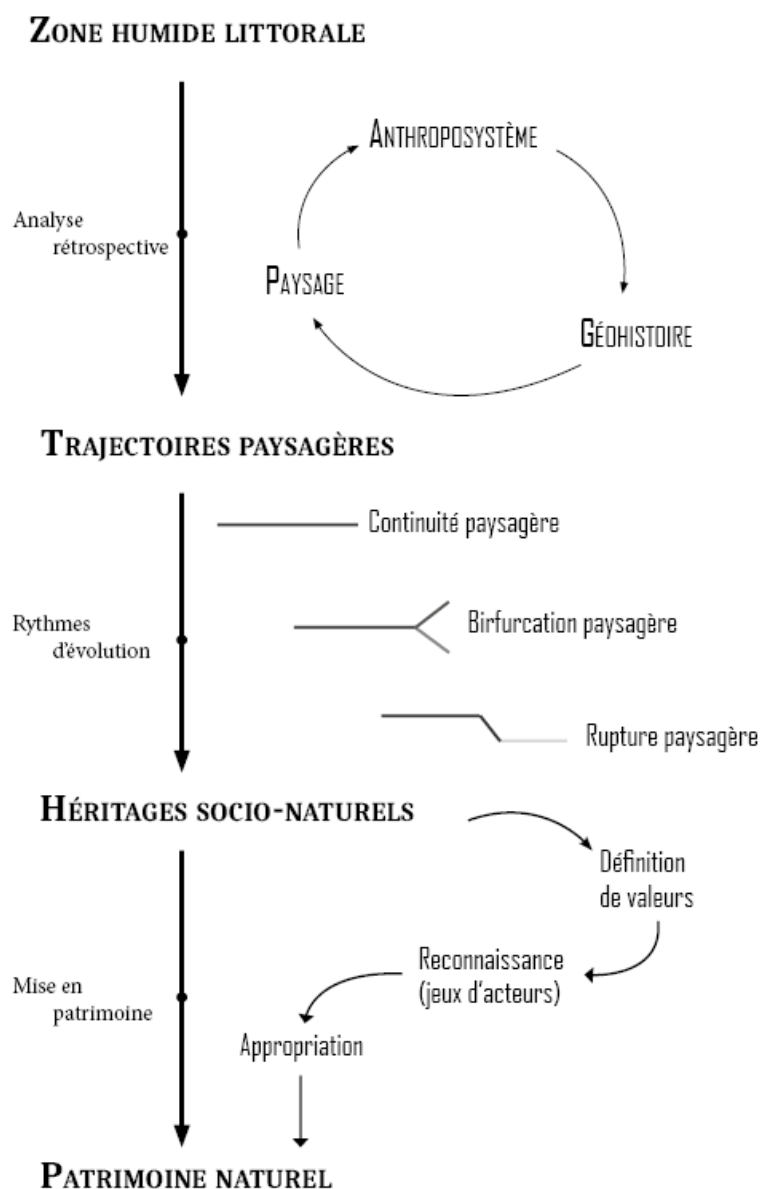 ZONE HUMIDE LITTORALE
ANTHROPOSYSTÈME
Analyse
rétrospective
PAYSAGE
GÉOHISTOIRE
TRAJECTOIRES PAYSAGÈRES
Continuité paysagère
Rythmes
d'évolution
Birfurcation paysagère
Rupture paysagère
HÉRITAGES SOCIO-NATURELS
Définition
de valeurs
Reconnaissance
(jeux d'acteurs)
Mise en
patrimoine
Appropriation
PATRIMOINE NATUREL